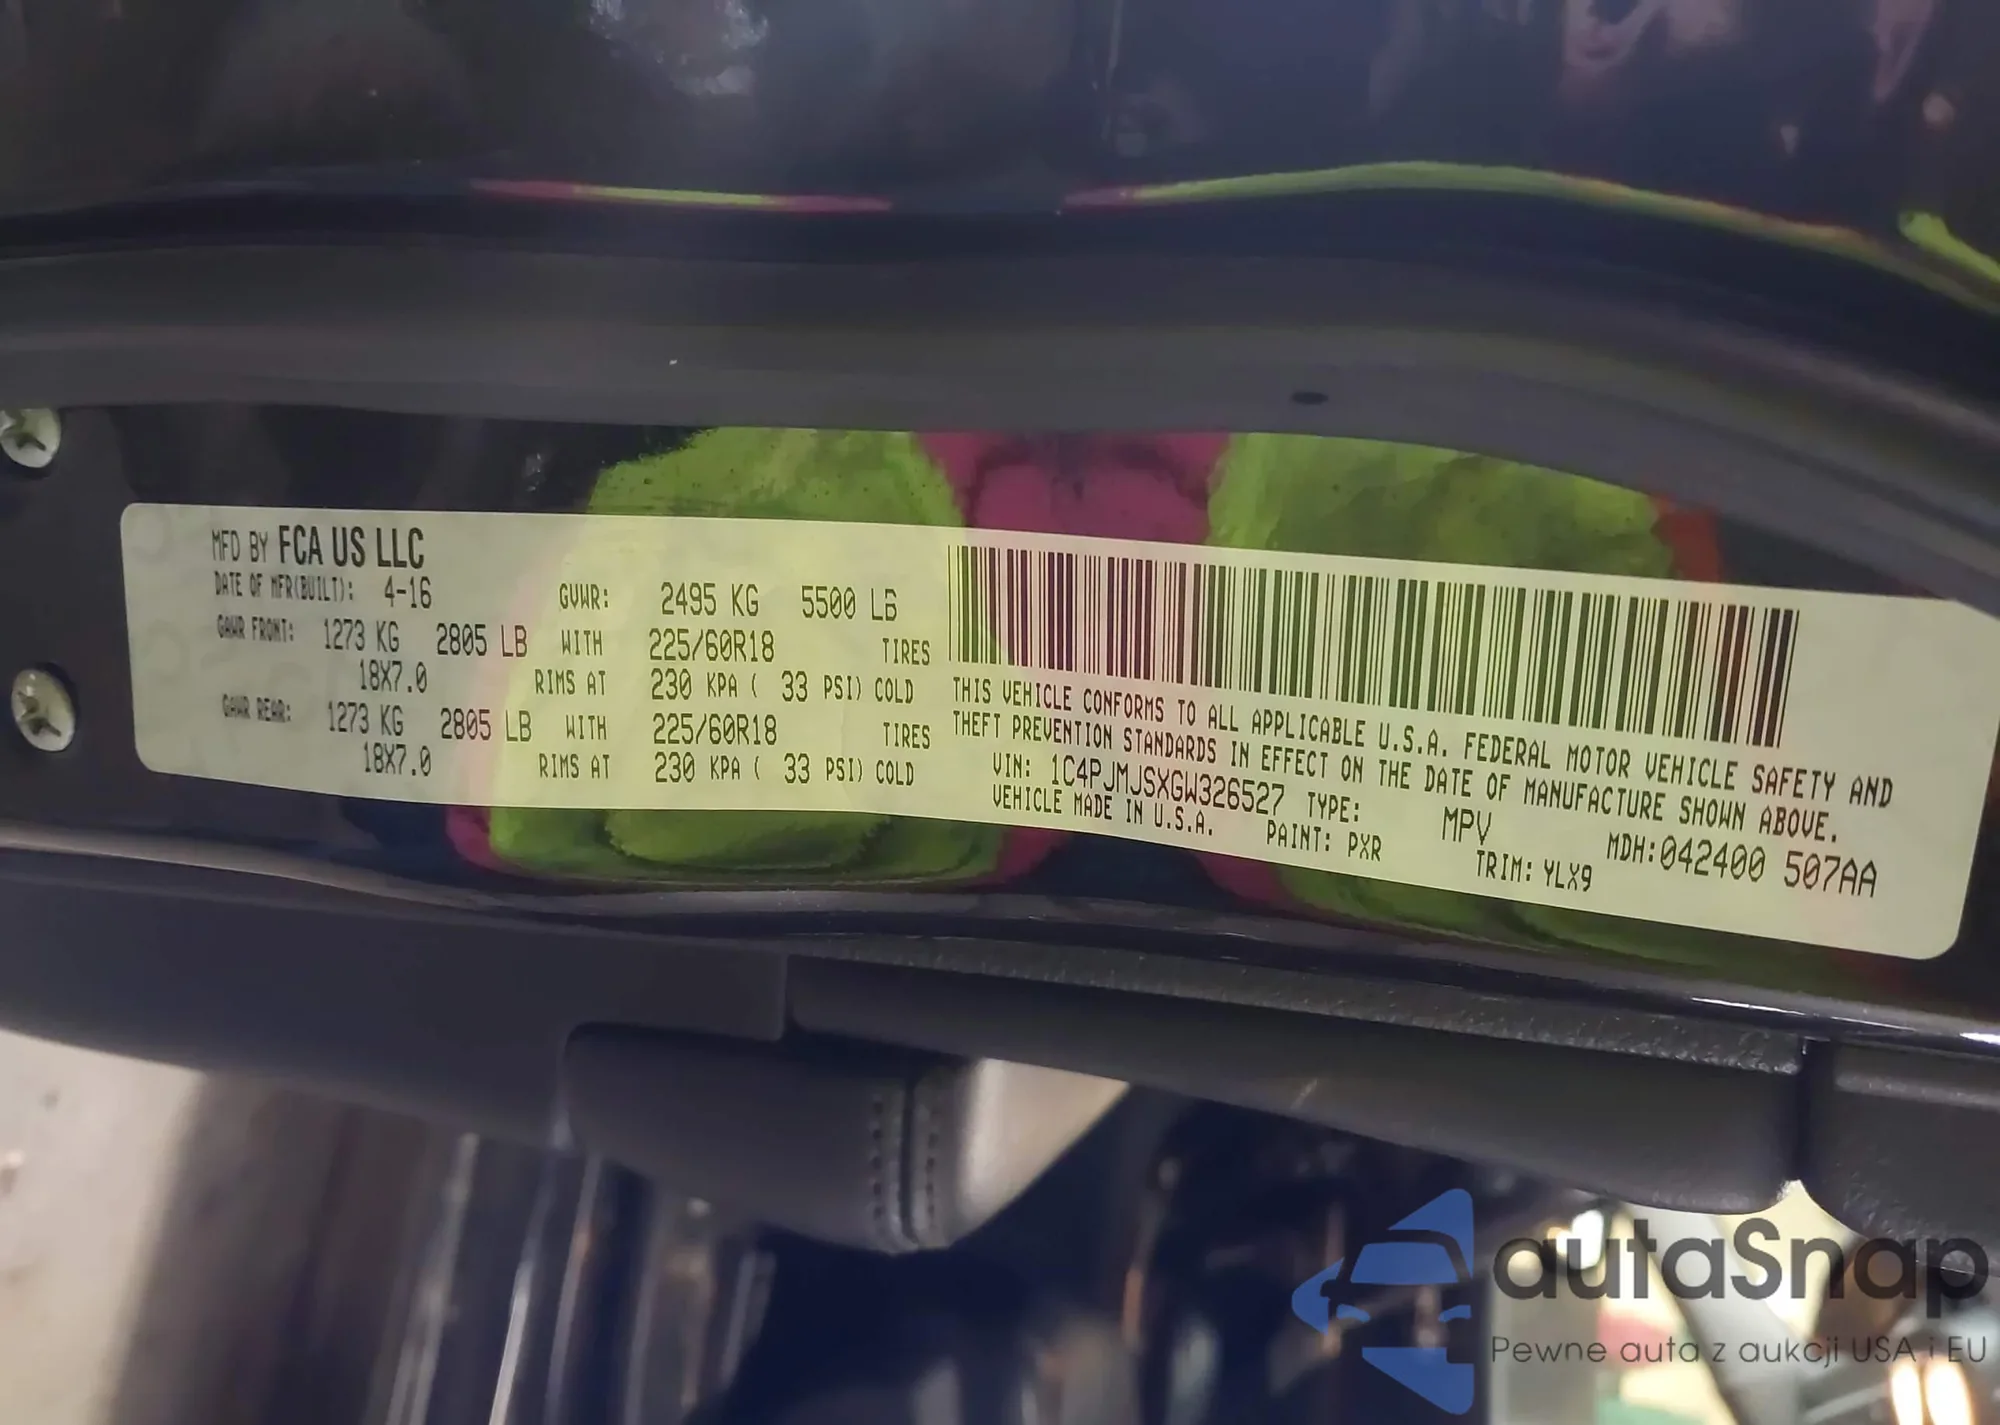 MFD BY FCA US LLC
DATE OF MFR(BUILT): 4-16 GVWR: 2495 KG 5500 LB
GAWR FRONT: 1273 KG 2805 LB WITH 225/60R18 TIRES
18X7.0 RIMS AT 230 KPA ( 33 PSI) COLD
GAWR REAR: 1273 KG 2805 LB WITH 225/60R18 TIRES
18X7.0 RIMS AT 230 KPA ( 33 PSI) COLD
THIS VEHICLE CONFORMS TO ALL APPLICABLE U.S.A. FEDERAL MOTOR VEHICLE SAFETY AND
THEFT PREVENTION STANDARDS IN EFFECT ON THE DATE OF MANUFACTURE SHOWN ABOVE.
VIN: 1C4PJMJSXGW326527 TYPE: MPV MDH:042400 507AA
VEHICLE MADE IN U.S.A. PAINT: PXR TRIM: YLX9
autaSnap
Pewne auta z aukcji USA i EU